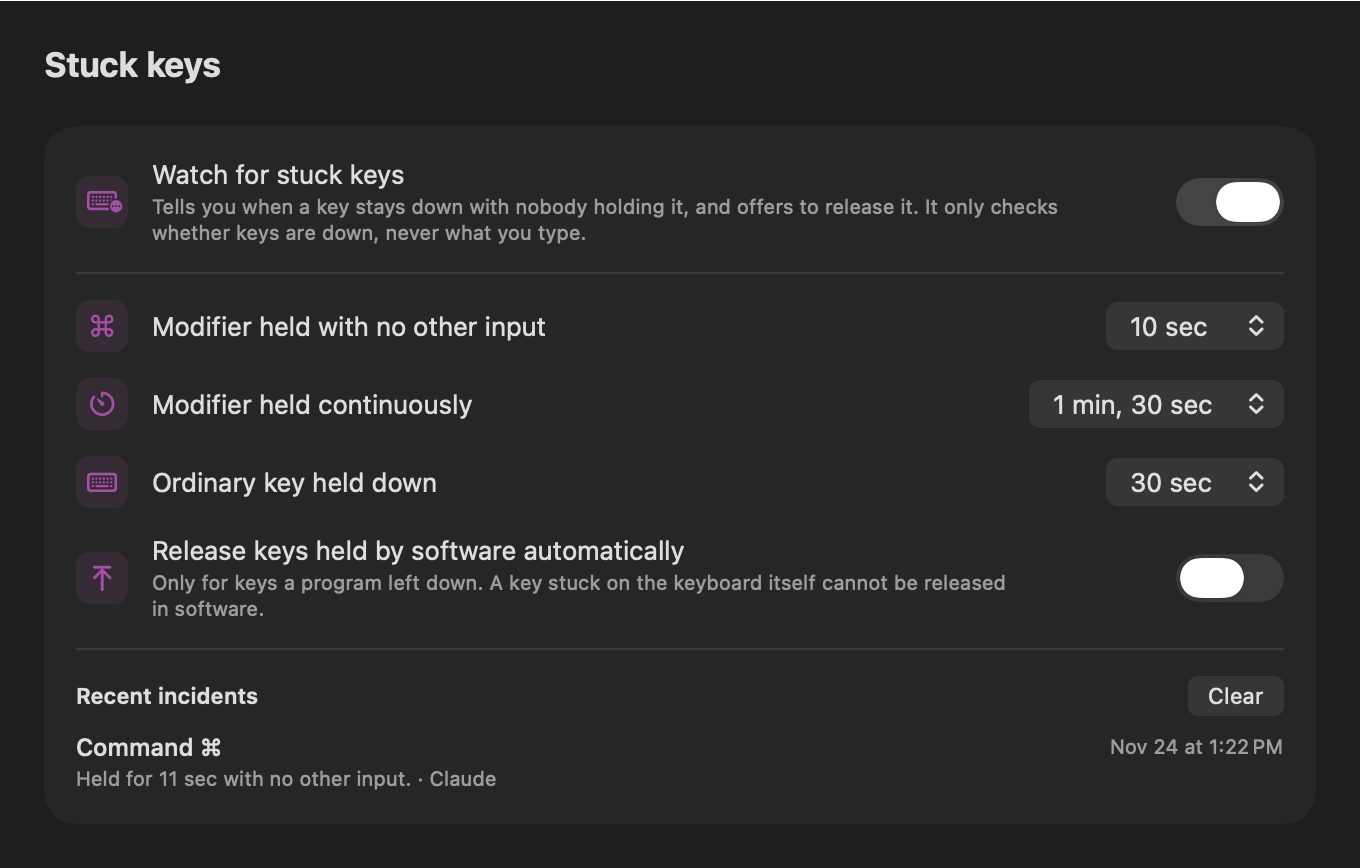 Stuck keys
Watch for stuck keys
Tells you when a key stays down with nobody holding it, and offers to release it. It only checks
whether keys are down, never what you type.
Modifier held with no other input
10 sec
Modifier held continuously
1 min, 30 sec
Ordinary key held down
30 sec
Release keys held by software automatically
Only for keys a program left down. A key stuck on the keyboard itself cannot be released
in software.
Recent incidents
Clear
Command ⌘
Nov 24 at 1:22 PM
Held for 11 sec with no other input. · Claude